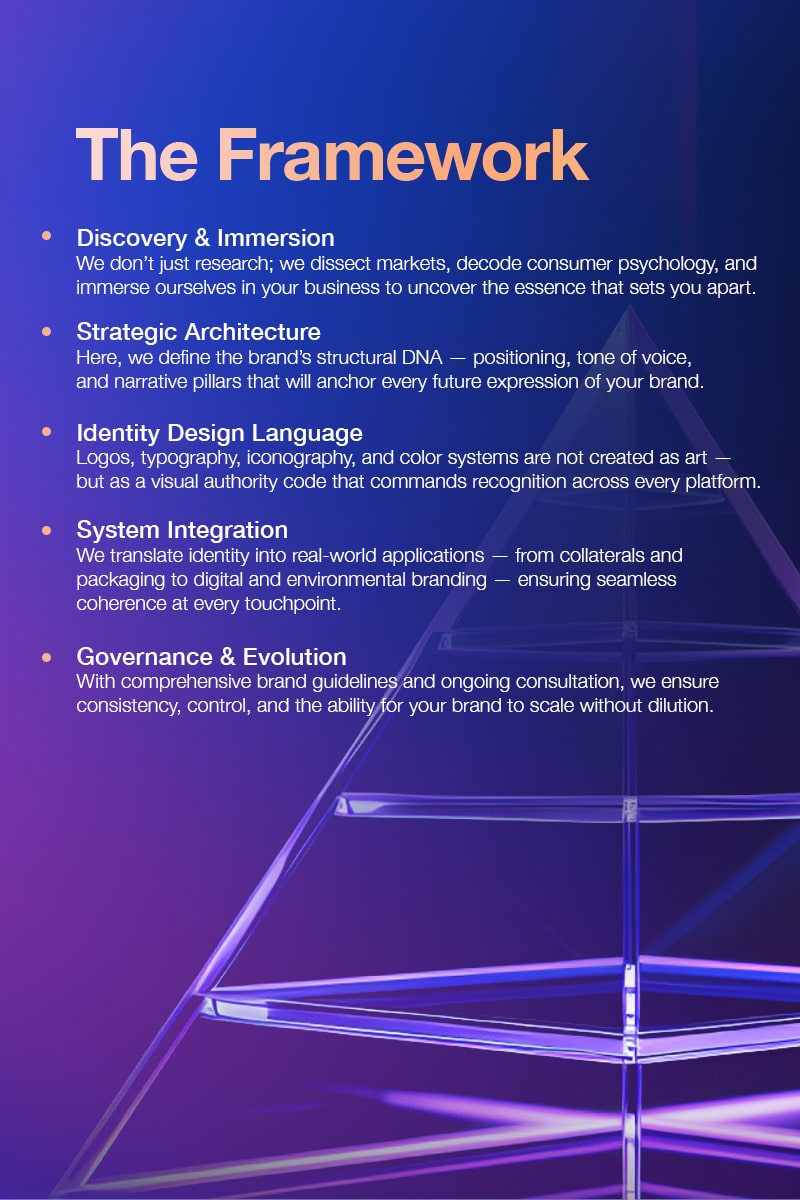 The Framework
• Discovery & Immersion
We don’t just research; we dissect markets, decode consumer psychology, and
immerse ourselves in your business to uncover the essence that sets you apart.
• Strategic Architecture
Here, we define the brand’s structural DNA — positioning, tone of voice,
and narrative pillars that will anchor every future expression of your brand.
• Identity Design Language
Logos, typography, iconography, and color systems are not created as art —
but as a visual authority code that commands recognition across every platform.
• System Integration
We translate identity into real-world applications — from collaterals and
packaging to digital and environmental branding — ensuring seamless
coherence at every touchpoint.
• Governance & Evolution
With comprehensive brand guidelines and ongoing consultation, we ensure
consistency, control, and the ability for your brand to scale without dilution.